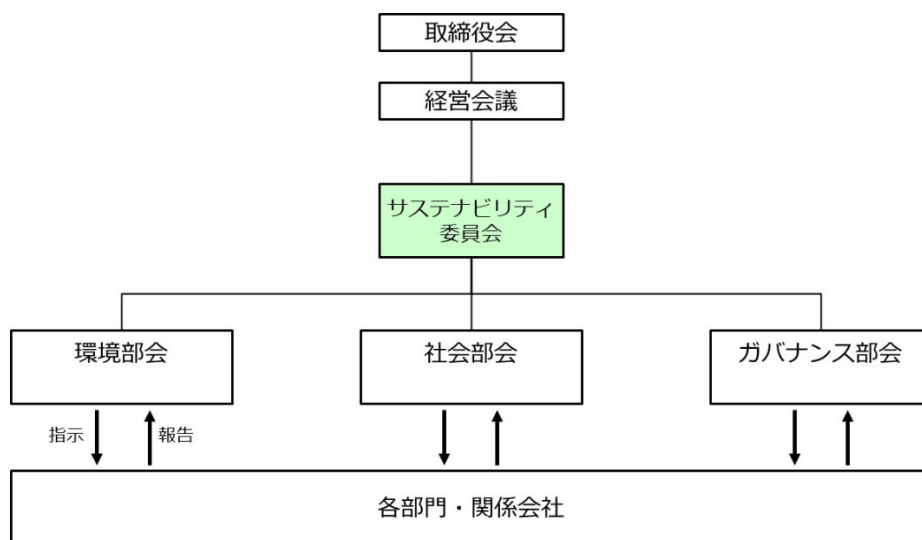 取締役会
経営会議
サステナビリティ
委員会
環境部会
社会部会
ガバナンス部会
指示
報告
各部門・関係会社